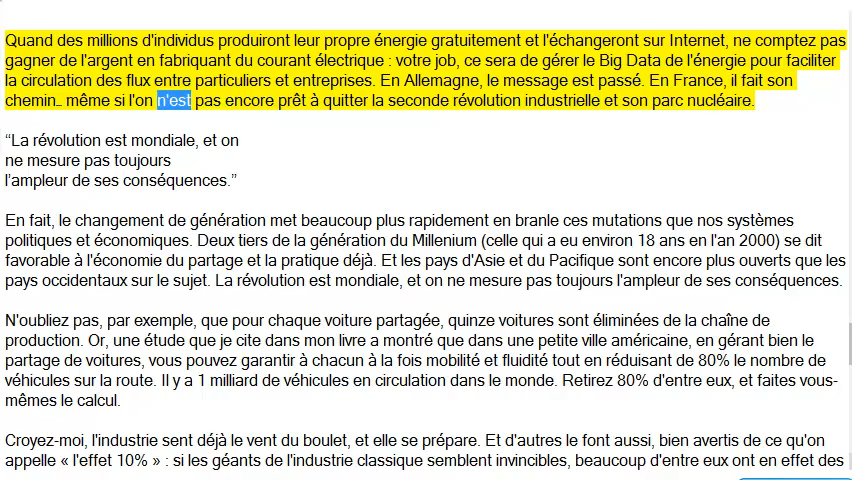 Quand des millions d'individus produiront leur propre énergie gratuitement et l'échangeront sur Internet, ne comptez pas
gagner de l'argent en fabriquant du courant électrique : votre job, ce sera de gérer le Big Data de l'énergie pour faciliter
la circulation des flux entre particuliers et entreprises. En Allemagne, le message est passé. En France, il fait son
chemin… même si l'on n'est pas encore prêt à quitter la seconde révolution industrielle et son parc nucléaire.
“La révolution est mondiale, et on
ne mesure pas toujours
l’ampleur de ses conséquences.”
En fait, le changement de génération met beaucoup plus rapidement en branle ces mutations que nos systèmes
politiques et économiques. Deux tiers de la génération du Millenium (celle qui a eu environ 18 ans en l'an 2000) se dit
favorable à l'économie du partage et la pratique déjà. Et les pays d'Asie et du Pacifique sont encore plus ouverts que les
pays occidentaux sur le sujet. La révolution est mondiale, et on ne mesure pas toujours l'ampleur de ses conséquences.
N'oubliez pas, par exemple, que pour chaque voiture partagée, quinze voitures sont éliminées de la chaîne de
production. Or, une étude que je cite dans mon livre a montré que dans une petite ville américaine, en gérant bien le
partage de voitures, vous pouvez garantir à chacun à la fois mobilité et fluidité tout en réduisant de 80% le nombre de
véhicules sur la route. Il y a 1 milliard de véhicules en circulation dans le monde. Retirez 80% d'entre eux, et faites vous-
mêmes le calcul.
Croyez-moi, l'industrie sent déjà le vent du boulet, et elle se prépare. Et d'autres le font aussi, bien avertis de ce qu'on
appelle « l'effet 10% » : si les géants de l'industrie classique semblent invincibles, beaucoup d'entre eux ont en effet des